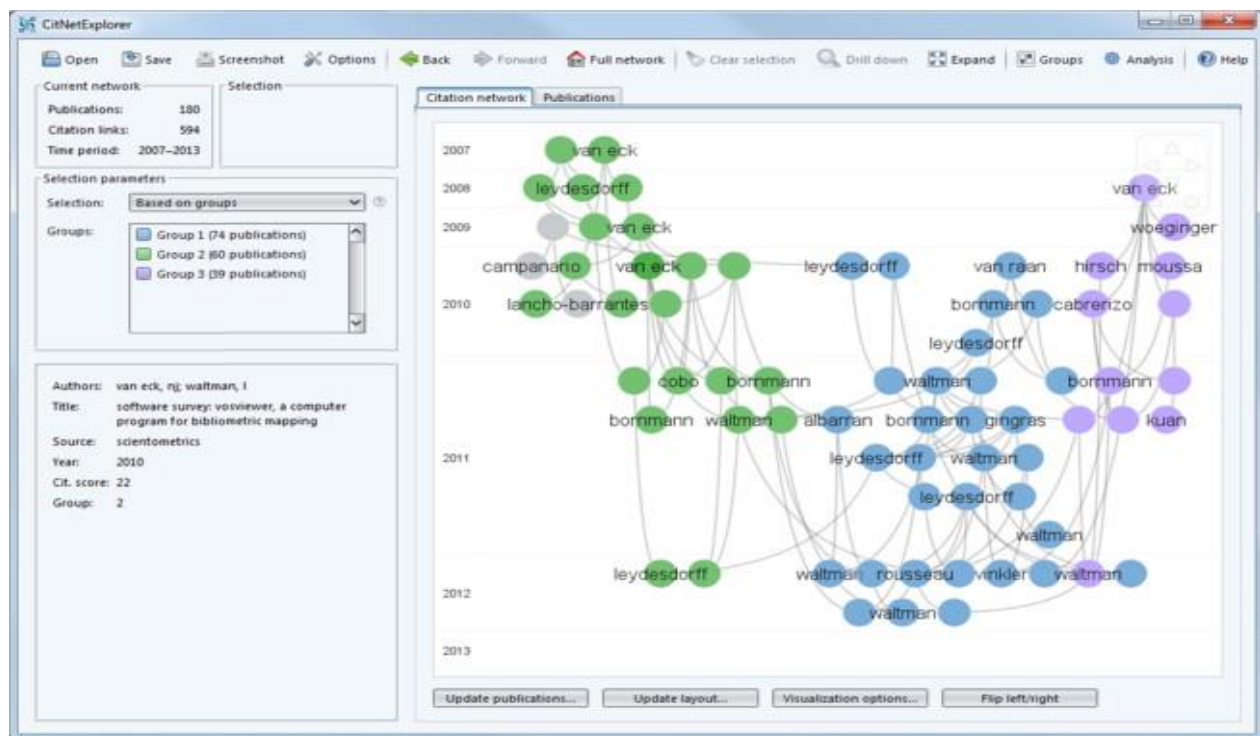 CitNetExplorer
Open Save Screenshot Options Back Forward Full network Clear selection Drill down Expand Groups Analysis Help
Current network
Publications: 180
Citation links: 594
Time period: 2007–2013
Selection
Selection parameters
Selection: Based on groups
Groups: Group 1 (74 publications)
Group 2 (60 publications)
Group 3 (39 publications)
Authors: van eck, nj; waltman, l
Title: software survey: vosviewer, a computer
program for bibliometric mapping
Source: scientometrics
Year: 2010
Cit. score: 22
Group: 2
Citation network Publications
2007 van eck
2008 leydesdorff van eck
2009 van eck woeginger
campanario van eck leydesdorff van raan hirsch moussa
2010 lancho-barrantes bornmann cabrerizo
leydesdorff
cobo bornmann waltman bornmann
bornmann waltman albarran bornmann gingras kuan
2011 leydesdorff waltman
leydesdorff
waltman
leydesdorff waltman rousseau vinkler waltman
2012
waltman
2013
Update publications... Update layout... Visualization options... Flip left/right